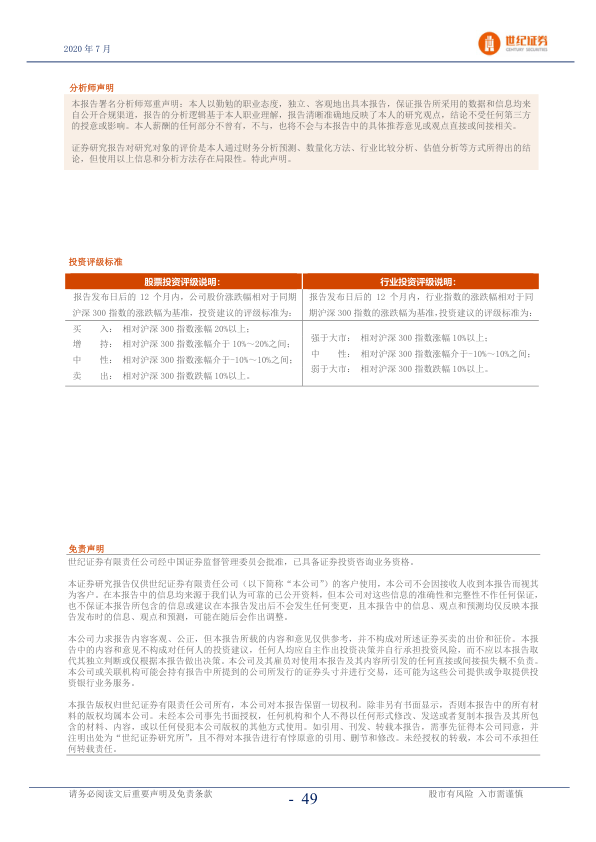 2020 年 7 月
世纪证券
CENTURY SECURITIES
分析师声明
本报告署名分析师郑重声明：本人以勤勉的职业态度，独立、客观地出具本报告，保证报告所采用的数据和信息均来
自公开合规渠道，报告的分析逻辑基于本人职业理解，报告清晰准确地反映了本人的研究观点，结论不受任何第三方
的授意或影响。本人薪酬的任何部分不曾有，不与，也将不会与本报告中的具体推荐意见或观点直接或间接相关。
证券研究报告对研究对象的评价是本人通过财务分析预测、数量化方法、行业比较分析、估值分析等方式所得出的结
论，但使用以上信息和分析方法存在局限性。特此声明。
投资评级标准
股票投资评级说明：
报告发布日后的 12 个月内，公司股价涨跌幅相对于同期
沪深 300 指数的涨跌幅为基准，投资建议的评级标准为：
买 入： 相对沪深 300 指数涨幅 20%以上；
增 持： 相对沪深 300 指数涨幅介于 10%～20%之间；
中 性： 相对沪深 300 指数涨幅介于-10%～10%之间；
卖 出： 相对沪深 300 指数跌幅 10%以上。
行业投资评级说明：
报告发布日后的 12 个月内，行业指数的涨跌幅相对于同
期沪深 300 指数的涨跌幅为基准，投资建议的评级标准为：
强于大市： 相对沪深 300 指数涨幅 10%以上；
中 性： 相对沪深 300 指数涨幅介于-10%～10%之间；
弱于大市： 相对沪深 300 指数跌幅 10%以上。
免责声明
世纪证券有限责任公司经中国证券监督管理委员会批准，已具备证券投资咨询业务资格。
本证券研究报告仅供世纪证券有限责任公司（以下简称“本公司”）的客户使用，本公司不会因接收人收到本报告而视其
为客户。在本报告中的信息均来源于我们认为可靠的已公开资料，但本公司对这些信息的准确性和完整性不作任何保证，
也不保证本报告所包含的信息或建议在本报告发出后不会发生任何变更，且本报告中的信息、观点和预测均仅反映本报
告发布时的信息、观点和预测，可能在随后会作出调整。
本公司力求报告内容客观、公正，但本报告所载的内容和意见仅供参考，并不构成对所述证券买卖的出价和征价。本报
告中的内容和意见不构成对任何人的投资建议，任何人均应自主作出投资决策并自行承担投资风险，而不应以本报告取
代其独立判断或仅根据本报告做出决策。本公司及其雇员对使用本报告及其内容所引发的任何直接或间接损失概不负责。
本公司或关联机构可能会持有报告中所提到的公司所发行的证券头寸并进行交易，还可能为这些公司提供或争取提供投
资银行业务服务。
本报告版权归世纪证券有限责任公司所有，本公司对本报告保留一切权利。除非另有书面显示，否则本报告中的所有材
料的版权均属本公司。未经本公司事先书面授权，任何机构和个人不得以任何形式修改、发送或者复制本报告及其所包
含的材料、内容，或以任何侵犯本公司版权的其他方式使用。如引用、刊发、转载本报告，需事先征得本公司同意，并
注明出处为“世纪证券研究所”，且不得对本报告进行有悖原意的引用、删节和修改。未经授权的转载，本公司不承担任
何转载责任。
请务必阅读文后重要声明及免责条款
- 49
股市有风险 入市需谨慎